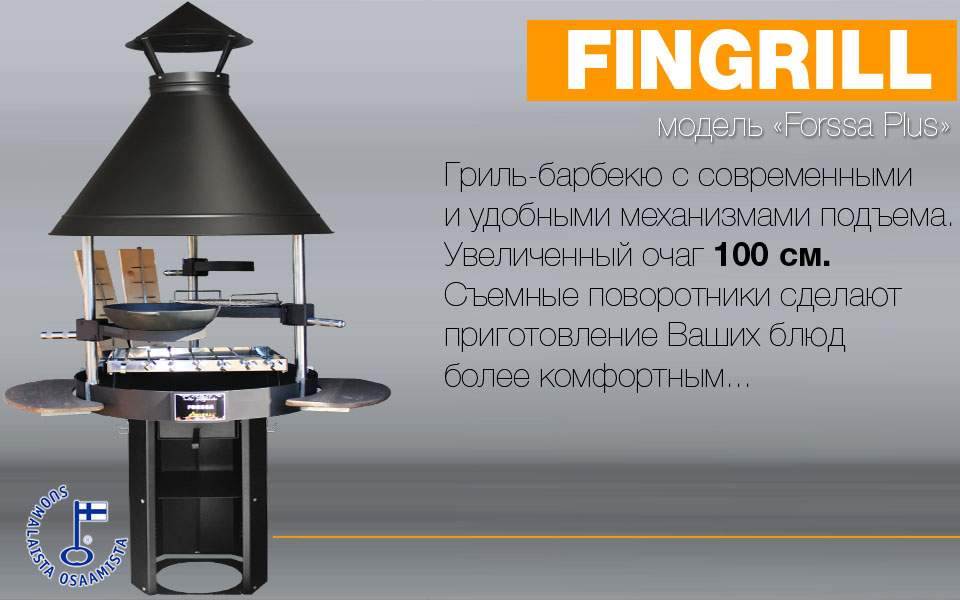 FINGRILL
модель «Forssa Plus»
Гриль-барбекю с современными
и удобными механизмами подъема.
Увеличенный очаг 100 см.
Съемные поворотники сделают
приготовление Ваших блюд
более комфортным...
FORSSA
SUOMALAISTA OSAAMISTA